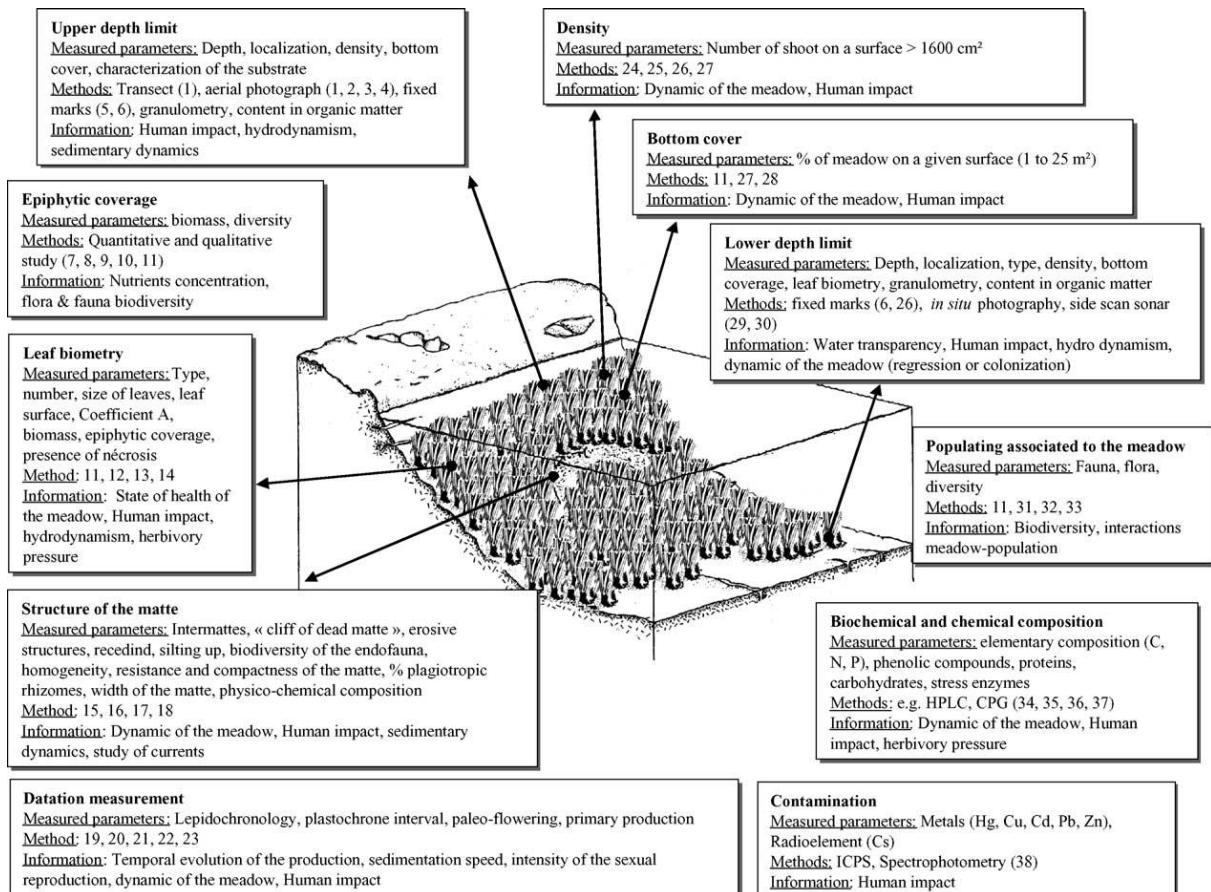 Upper depth limit
Measured parameters: Depth, localization, density, bottom
cover, characterization of the substrate
Methods: Transect (1), aerial photograph (1, 2, 3, 4), fixed
marks (5, 6), granulometry, content in organic matter
Information: Human impact, hydrodynamism,
sedimentary dynamics
Density
Measured parameters: Number of shoot on a surface > 1600 cm²
Methods: 24, 25, 26, 27
Information: Dynamic of the meadow, Human impact
Bottom cover
Measured parameters: % of meadow on a given surface (1 to 25 m²)
Methods: 11, 27, 28
Information: Dynamic of the meadow, Human impact
Epiphytic coverage
Measured parameters: biomass, diversity
Methods: Quantitative and qualitative
study (7, 8, 9, 10, 11)
Information: Nutrients concentration,
flora & fauna biodiversity
Lower depth limit
Measured parameters: Depth, localization, type, density, bottom
coverage, leaf biometry, granulometry, content in organic matter
Methods: fixed marks (6, 26), in situ photography, side scan sonar
(29, 30)
Information: Water transparency, Human impact, hydro dynamism,
dynamic of the meadow (regression or colonization)
Leaf biometry
Measured parameters: Type,
number, size of leaves, leaf
surface, Coefficient A,
biomass, epiphytic coverage,
presence of nécrosis
Method: 11, 12, 13, 14
Information: State of health of
the meadow, Human impact,
hydrodynamism, herbivory
pressure
Populating associated to the meadow
Measured parameters: Fauna, flora,
diversity
Methods: 11, 31, 32, 33
Information: Biodiversity, interactions
meadow-population
Structure of the matte
Measured parameters: Intermattes, « cliff of dead matte », erosive
structures, recedind, silting up, biodiversity of the endofauna,
homogeneity, resistance and compactness of the matte, % plagiotropic
rhizomes, width of the matte, physico-chemical composition
Method: 15, 16, 17, 18
Information: Dynamic of the meadow, Human impact, sedimentary
dynamics, study of currents
Biochemical and chemical composition
Measured parameters: elementary composition (C,
N, P), phenolic compounds, proteins,
carbohydrates, stress enzymes
Methods: e.g. HPLC, CPG (34, 35, 36, 37)
Information: Dynamic of the meadow, Human
impact, herbivory pressure
Datation measurement
Measured parameters: Lepidochronology, plastochrone interval, paleo-flowering, primary production
Method: 19, 20, 21, 22, 23
Information: Temporal evolution of the production, sedimentation speed, intensity of the sexual
reproduction, dynamic of the meadow, Human impact
Contamination
Measured parameters: Metals (Hg, Cu, Cd, Pb, Zn),
Radioelement (Cs)
Methods: ICPS, Spectrophotometry (38)
Information: Human impact